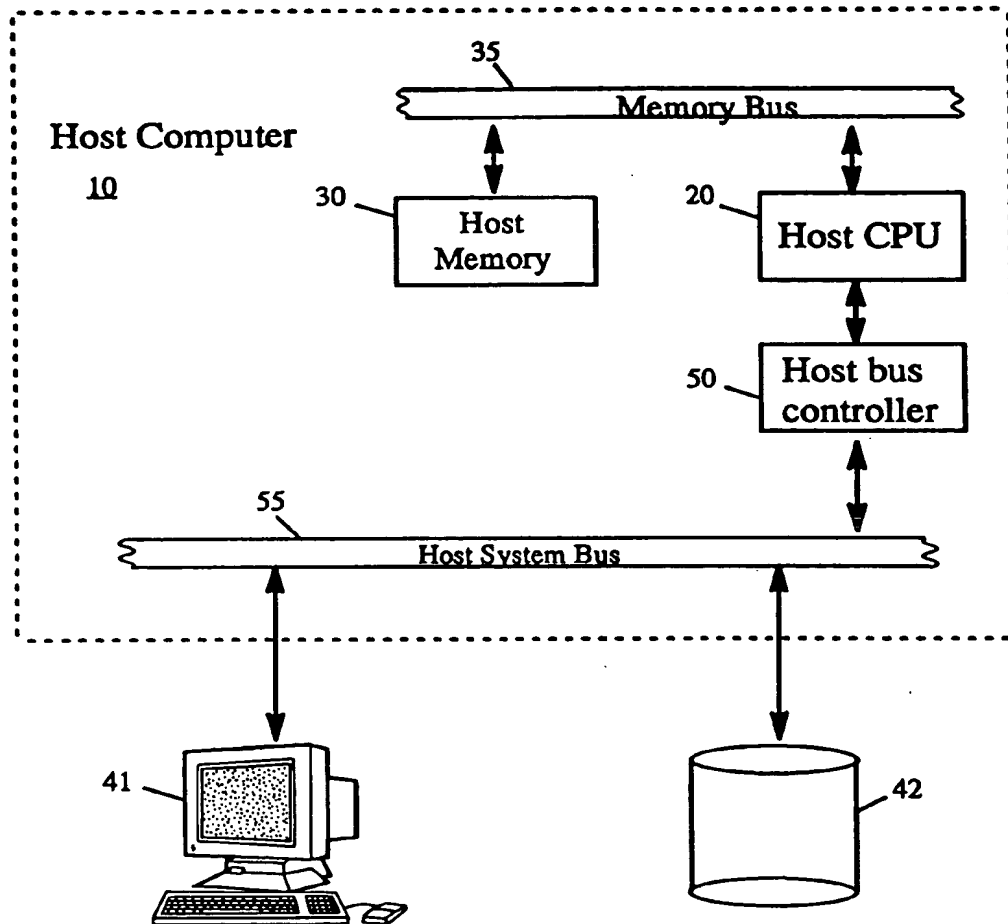 35
Memory Bus
Host Computer
10
30
Host
Memory
20
Host CPU
50
Host bus
controller
55
Host System Bus
41
42